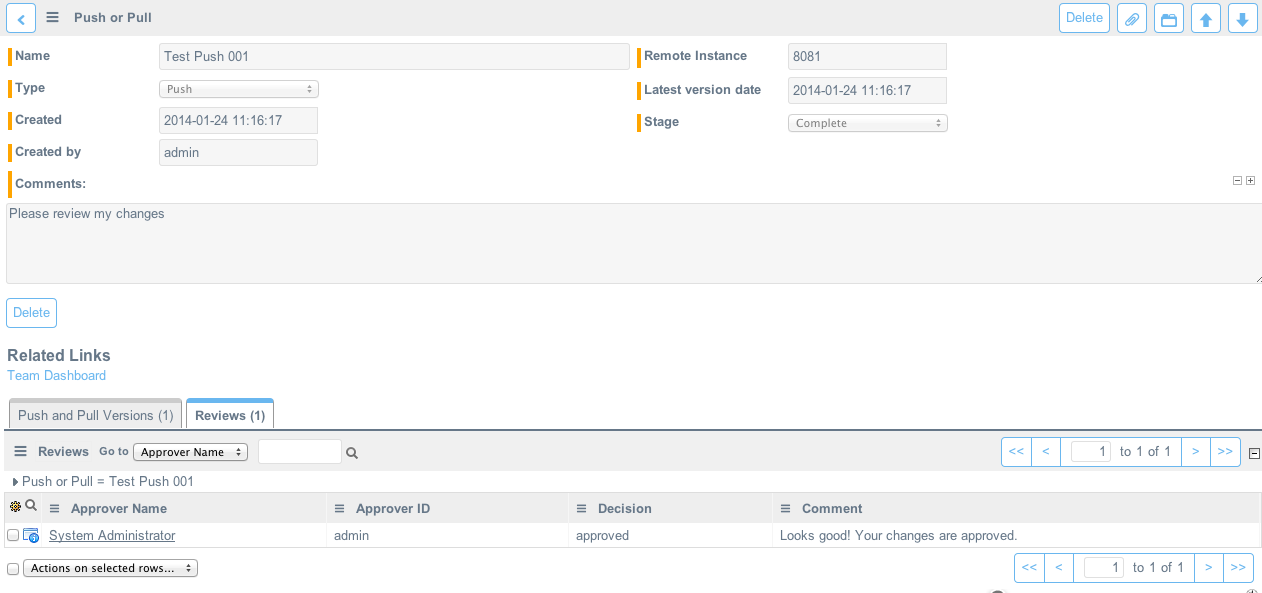 Push or Pull Delete
Name Test Push 001 Remote Instance 8081
Type Push Latest version date 2014-01-24 11:16:17
Created 2014-01-24 11:16:17 Stage Complete
Created by admin
Comments:
Please review my changes
Delete
Related Links
Team Dashboard
Push and Pull Versions (1) Reviews (1)
Reviews Go to Approver Name << < 1 to 1 of 1 > >>
Push or Pull = Test Push 001
Approver Name Approver ID Decision Comment
System Administrator admin approved Looks good! Your changes are approved.
Actions on selected rows... << < 1 to 1 of 1 > >>